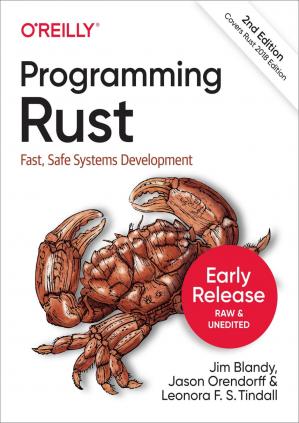 O'REILLY®
2nd Edition
Covers Rust 2018 Edition
Programming
Rust
Fast, Safe Systems Development
Early
Release
RAW &
UNEDITED
Jim Blandy,
Jason Orendorff &
Leonora F. S. Tindall